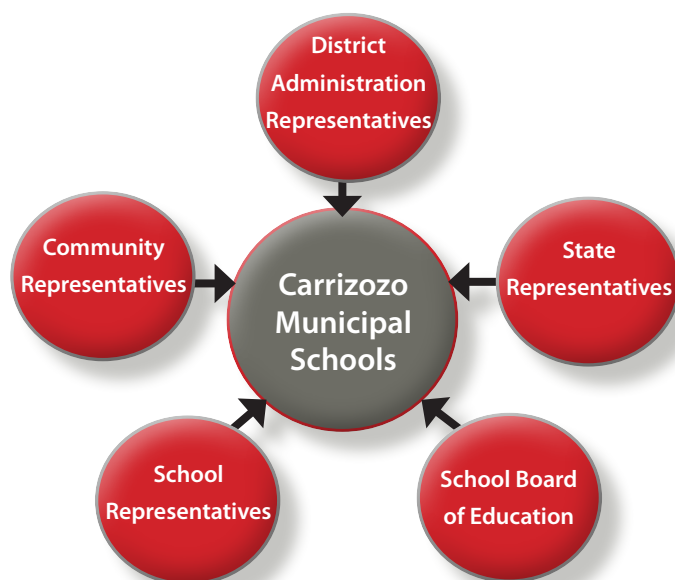 District
Administration
Representatives
Community
Representatives
State
Representatives
Carrizozo
Municipal
Schools
School
Representatives
School Board
of Education